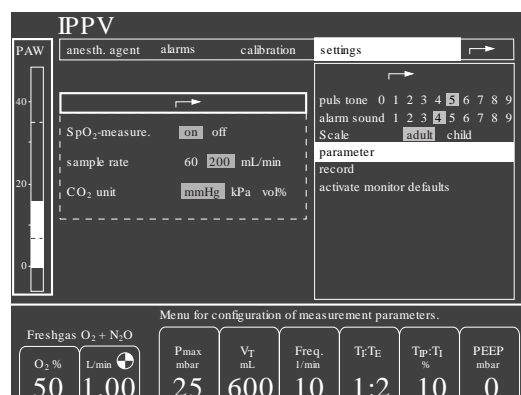 IPPV
PAW
anesth. agent alarms calibration settings
40
20
0
SpO₂-measure. on off
sample rate 60 200 mL/min
CO₂ unit mmHg kPa vol%
puls tone 0 1 2 3 4 5 6 7 8 9
alarm sound 1 2 3 4 5 6 7 8 9
Scale adult child
parameter
record
activate monitor defaults
Menu for configuration of measurement parameters.
Freshgas O₂ + N₂O
O₂ % L/min Pmax mbar VT mL Freq. 1/min TI:TE TIP:TI % PEEP mbar
50 1.00 25 600 10 1:2 10 0